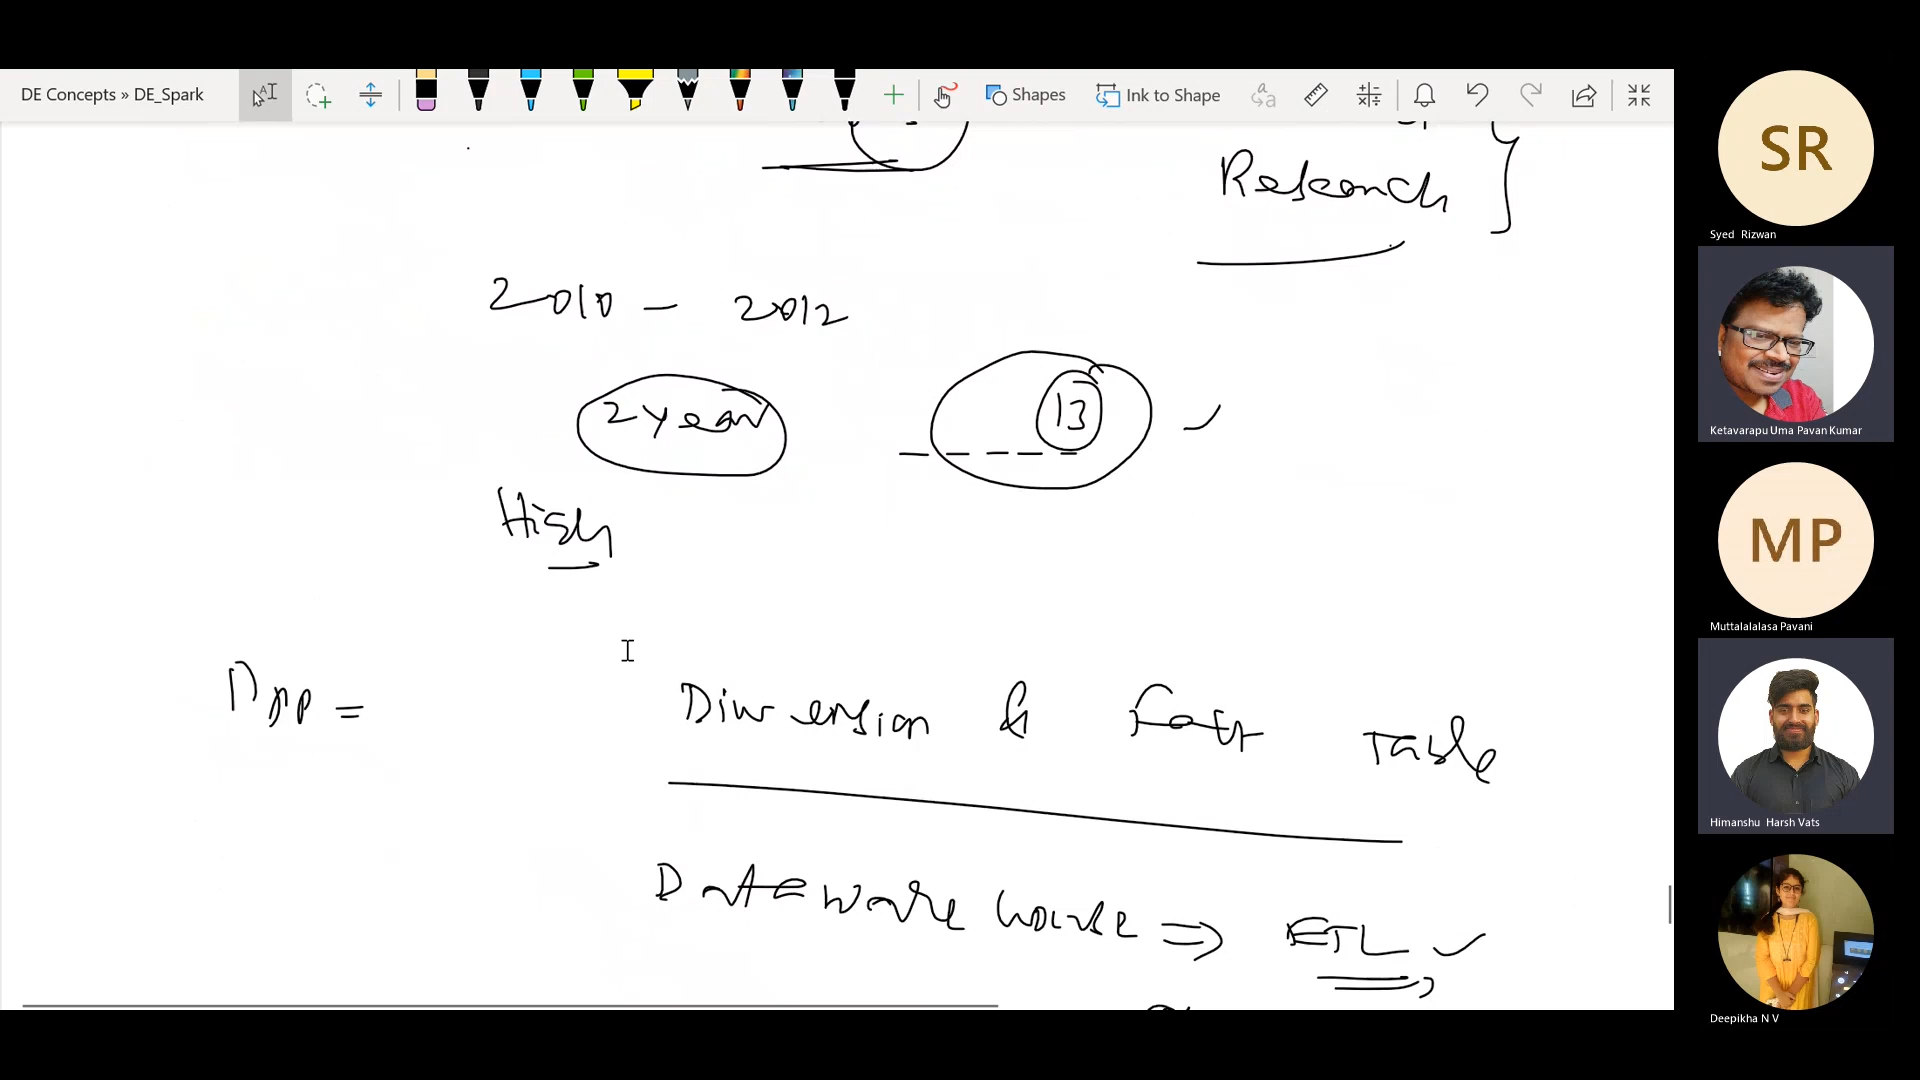 DE Concepts » DE_Spark
Shapes
Ink to Shape
Research
2010 - 2012
2 year
13
High
=
Dimension & Fact Table
Dataware house ⇒ ETL ✓
SR
Syed Rizwan
Ketavarapu Uma Pavan Kumar
MP
Muttalalalasa Pavani
Himanshu Harsh Vats
Deepikha N V